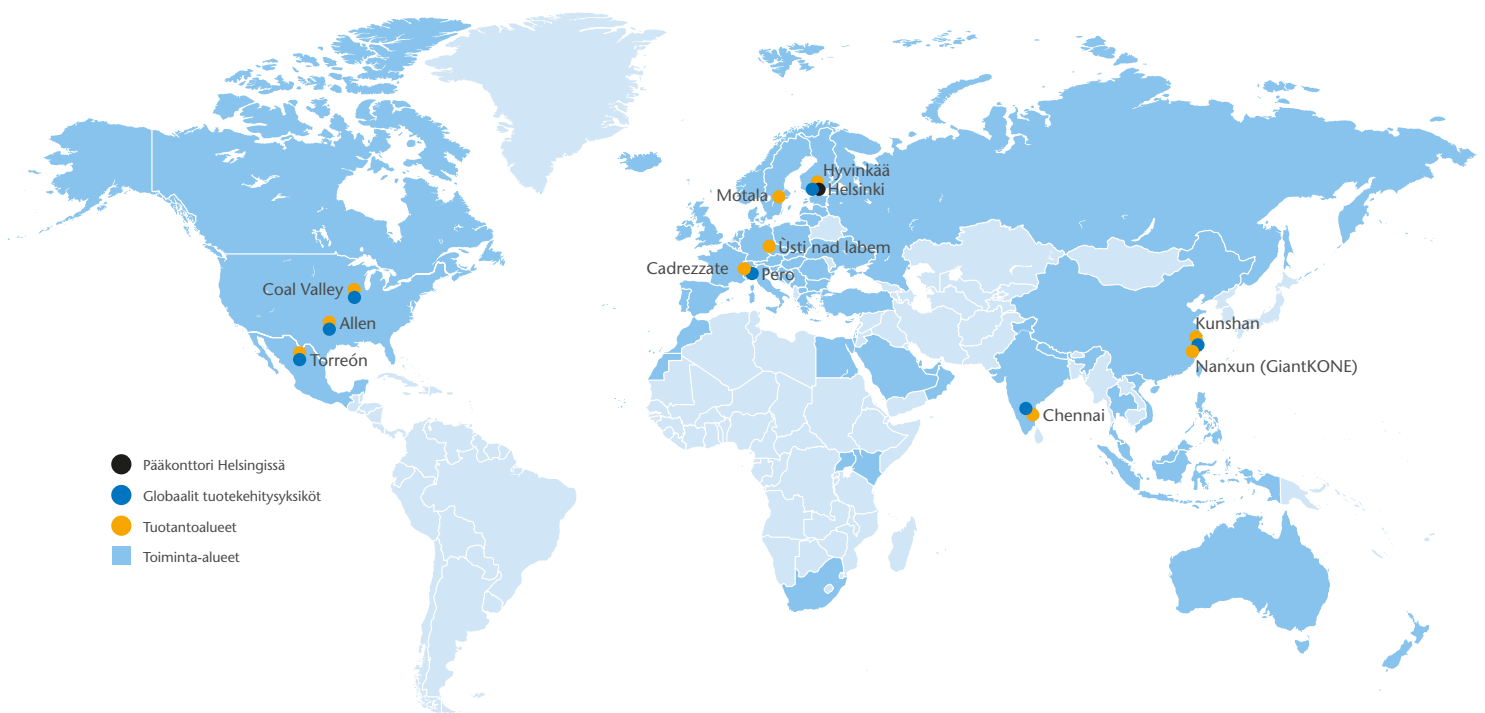 Hyvinkää
Helsinki
Motala
Ùsti nad labem
Cadrezzate
Pero
Coal Valley
Allen
Torreón
Kunshan
Nanxun (GiantKONE)
Chennai
Pääkonttori Helsingissä
Globaalit tuotekehitysyksiköt
Tuotantoalueet
Toiminta-alueet